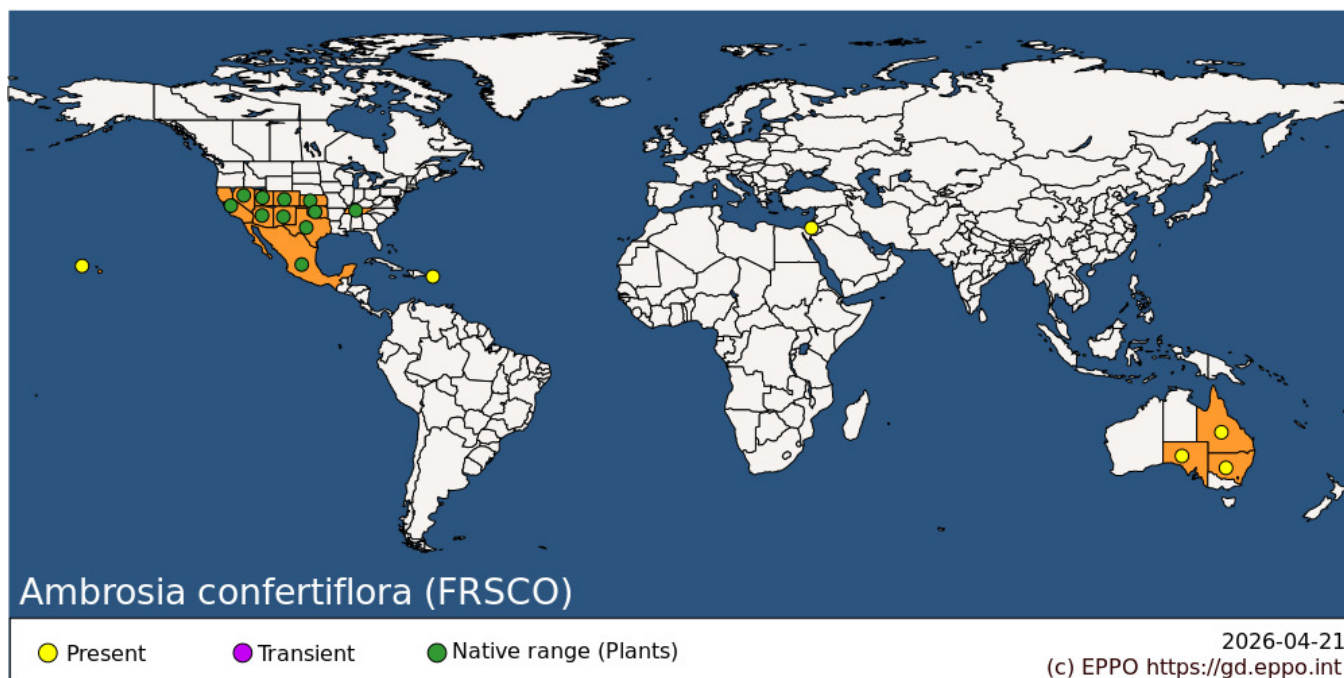 Ambrosia confertiflora (FRSCO)
Present
Transient
Native range (Plants)
2026-04-21
(c) EPPO https://gd.eppo.int